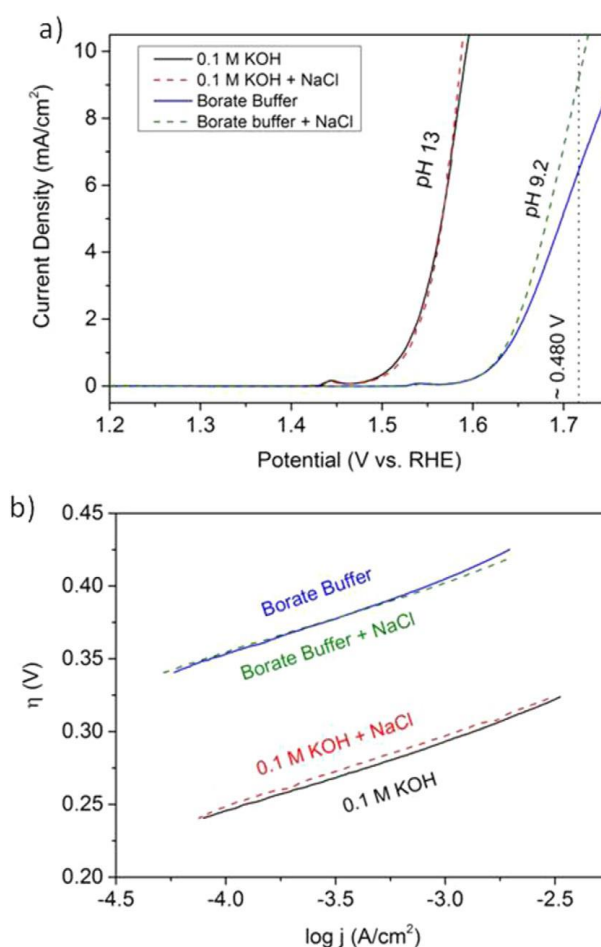 a)
0.1 M KOH
0.1 M KOH + NaCl
Borate Buffer
Borate buffer + NaCl
pH 13
pH 9.2
~ 0.480 V
Current Density (mA/cm²)
10
8
6
4
2
0
1.2
1.3
1.4
1.5
1.6
1.7
Potential (V vs. RHE)
b)
0.45
0.40
0.35
0.30
0.25
0.20
η (V)
Borate Buffer
Borate Buffer + NaCl
0.1 M KOH + NaCl
0.1 M KOH
-4.5
-4.0
-3.5
-3.0
-2.5
log j (A/cm²)